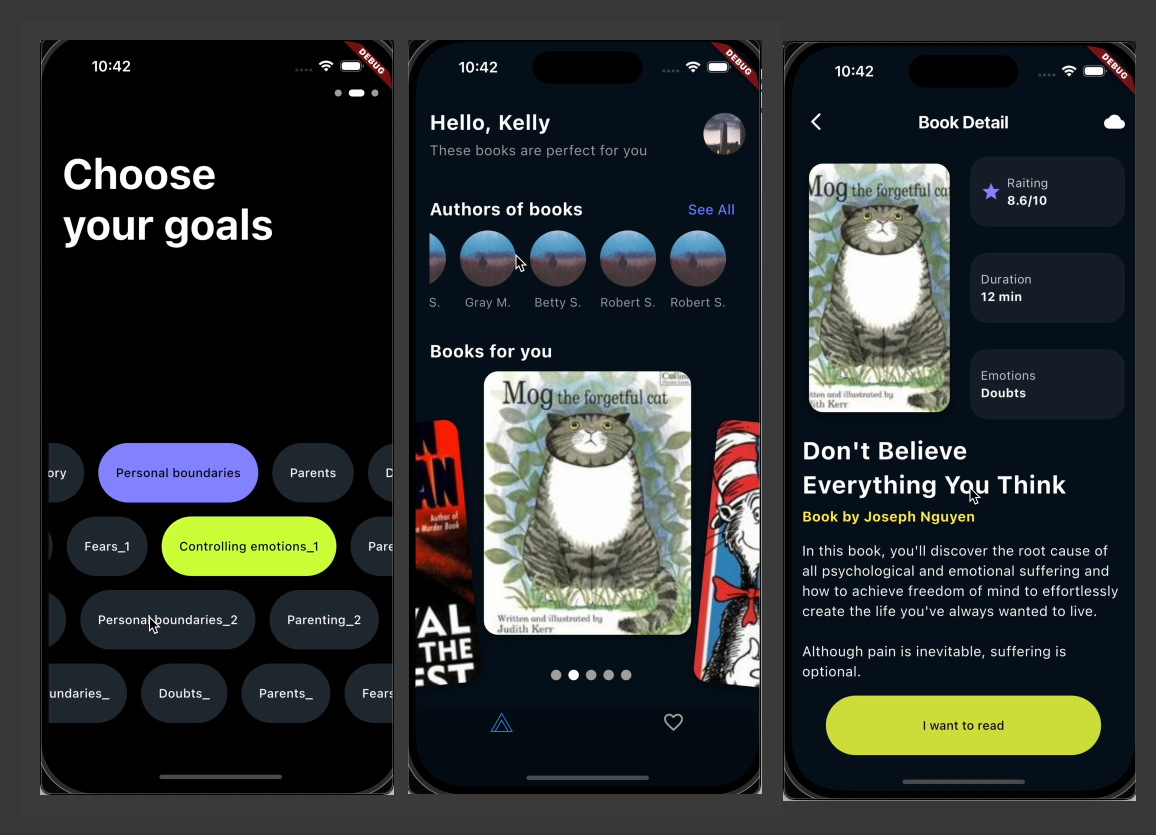 10:42
DEBUG
Choose
your goals
ory
Personal boundaries
Parents
D
Fears_1
Controlling emotions_1
Pare
Personal boundaries_2
Parenting_2
undaries_
Doubts_
Parents_
Fears
10:42
DEBUG
Hello, Kelly
These books are perfect for you
Authors of books
See All
S.
Gray M.
Betty S.
Robert S.
Robert S.
Books for you
AN
Author of
e Murder Book
VAL
THE
EST
Collins
Mog the forgetful cat
Written and illustrated by
Judith Kerr
10:42
DEBUG
Book Detail
Mog the forgetful cat
tten and illustrated by
dith Kerr
Raiting
8.6/10
Duration
12 min
Emotions
Doubts
Don't Believe
Everything You Think
Book by Joseph Nguyen
In this book, you'll discover the root cause of
all psychological and emotional suffering and
how to achieve freedom of mind to effortlessly
create the life you've always wanted to live.
Although pain is inevitable, suffering is
optional.
I want to read